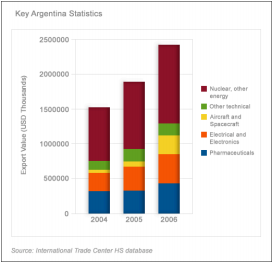 Key Argentina Statistics
2500000
2000000
1500000
1000000
500000
0
Export Value (USD Thousands)
2004
2005
2006
Nuclear, other
energy
Other technical
Aircraft and
Spacecraft
Electrical and
Electronics
Pharmaceuticals
Source: International Trade Center HS database